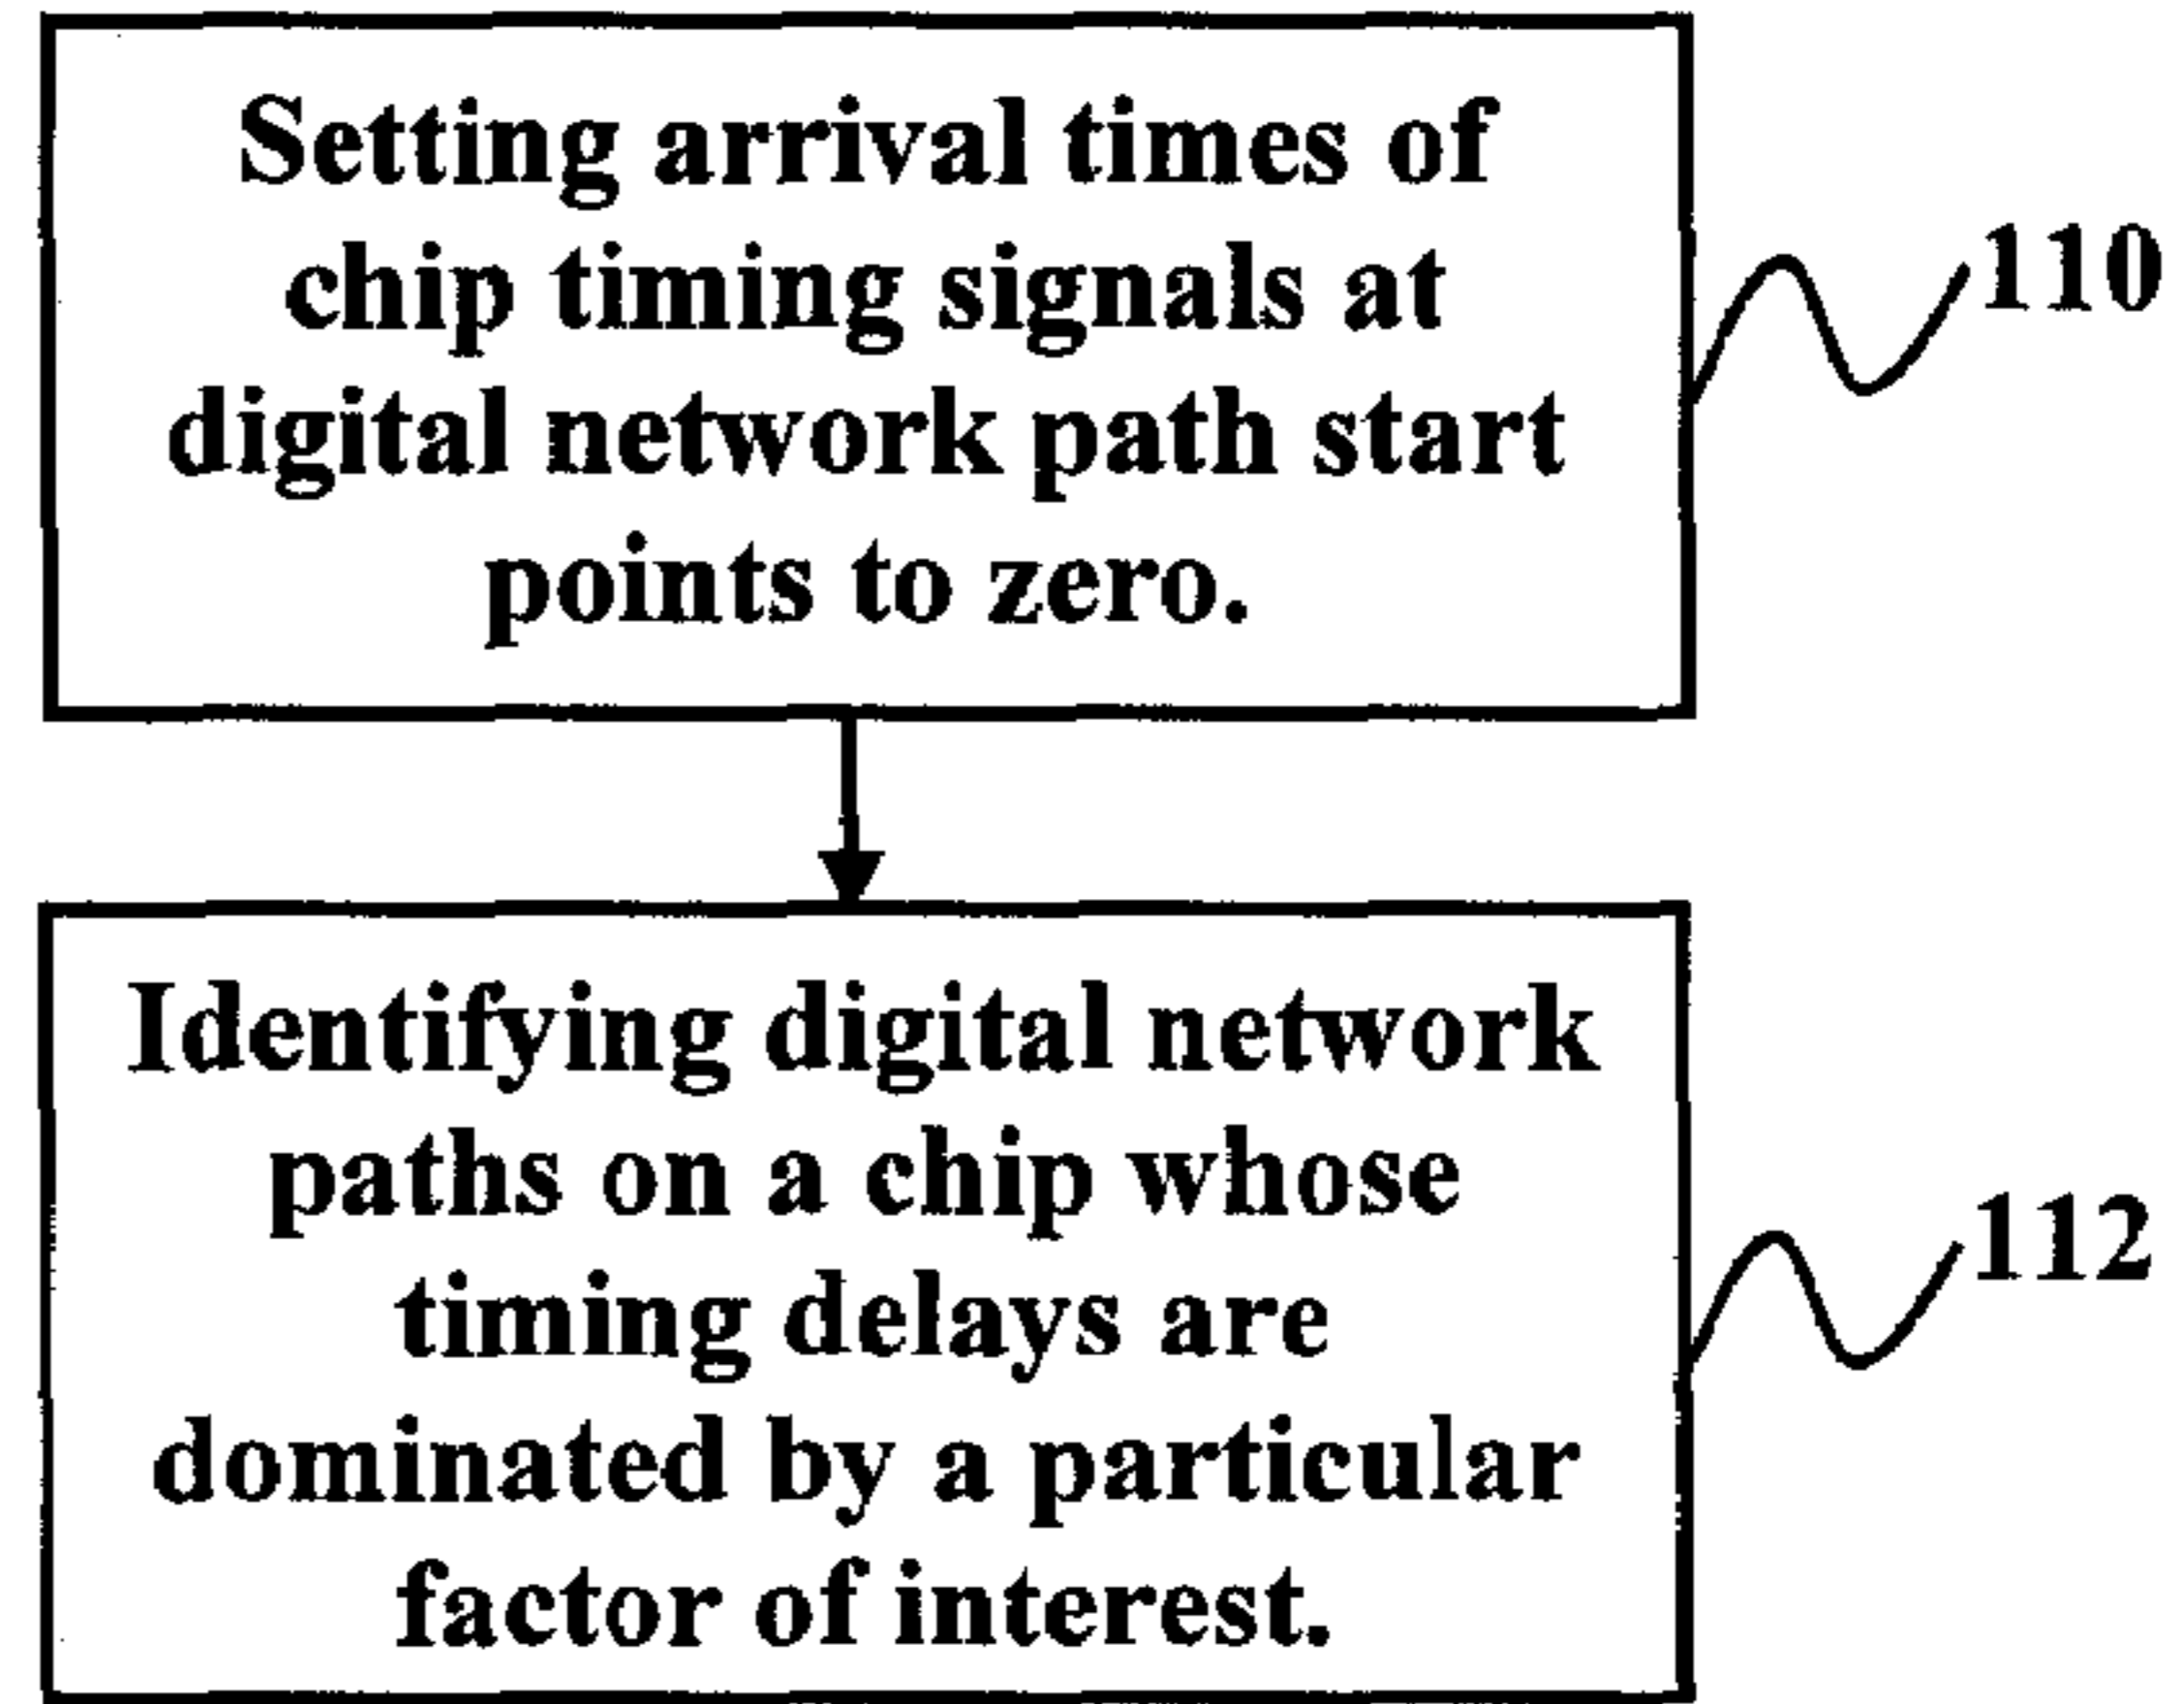 Setting arrival times of
chip timing signals at
digital network path start
points to zero.
110
Identifying digital network
paths on a chip whose
timing delays are
dominated by a particular
factor of interest.
112